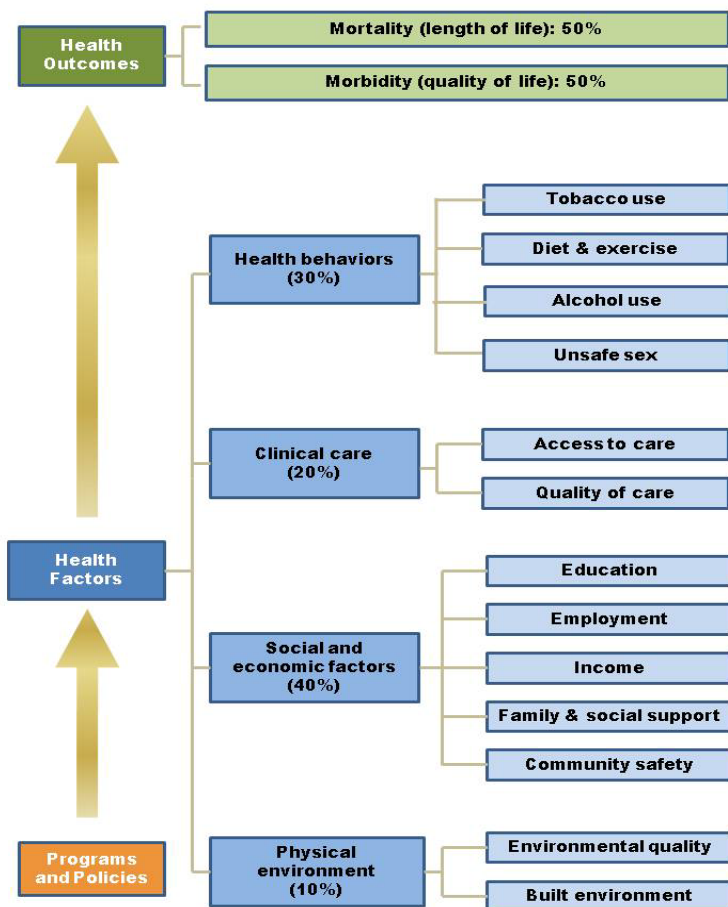 Health
Outcomes
Mortality (length of life): 50%
Morbidity (quality of life): 50%
Tobacco use
Health behaviors
(30%)
Diet & exercise
Alcohol use
Unsafe sex
Clinical care
(20%)
Access to care
Quality of care
Health
Factors
Social and
economic factors
(40%)
Education
Employment
Income
Family & social support
Community safety
Programs
and Policies
Physical
environment
(10%)
Environmental quality
Built environment